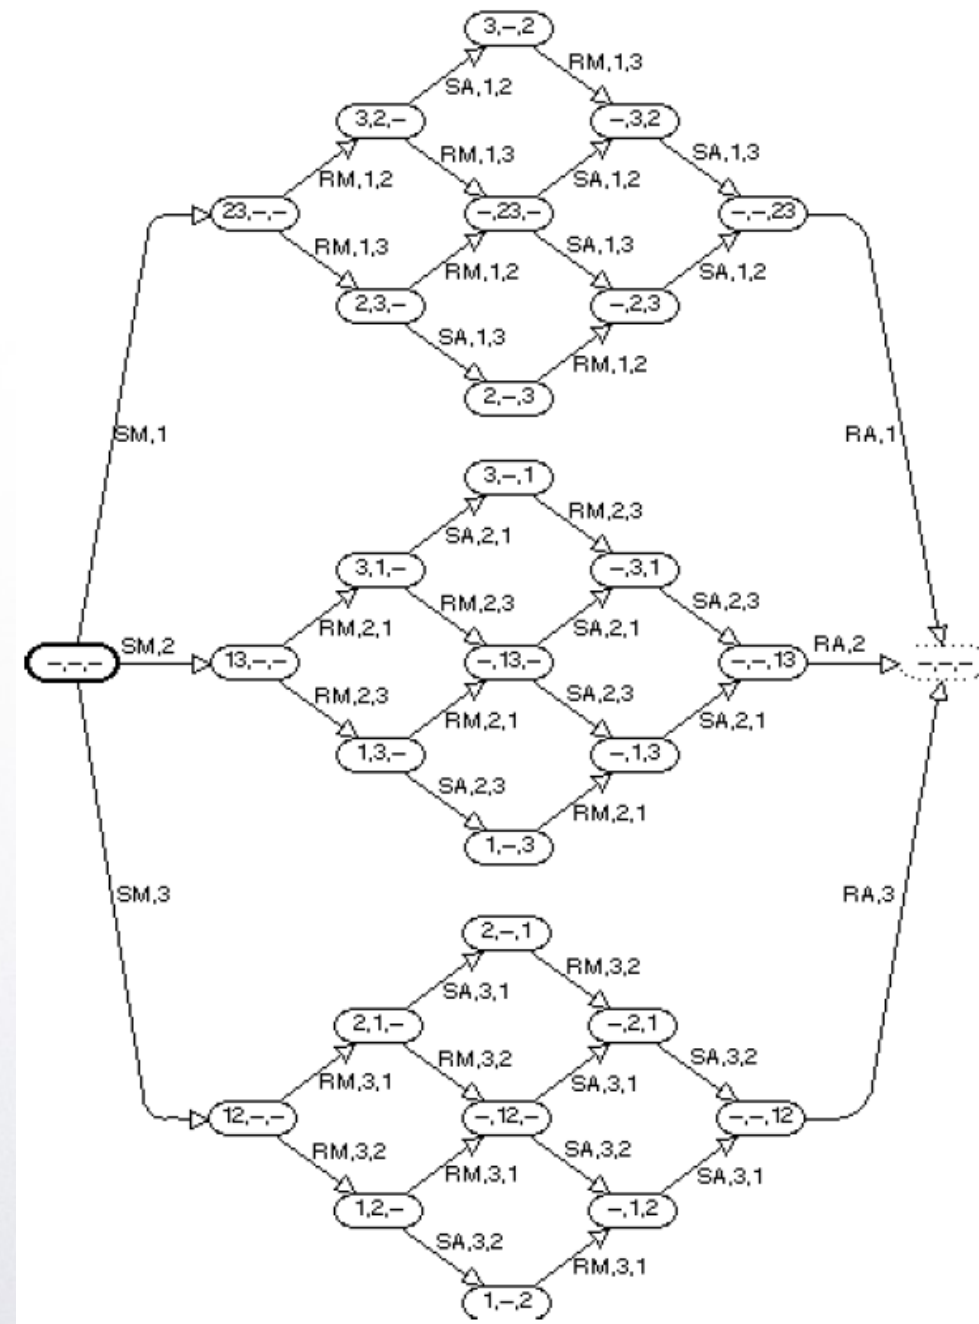 3,–,2
RM,1,3
SA,1,2
3,2,–
–,3,2
RM,1,3
SA,1,3
RM,1,2
SA,1,2
23,–,–
–,23,–
–,–,23
RM,1,3
SA,1,3
RM,1,2
SA,1,2
2,3,–
–,2,3
SA,1,3
RM,1,2
2,–,3
SM,1
RA,1
3,–,1
RM,2,3
SA,2,1
3,1,–
–,3,1
RM,2,3
SA,2,3
RM,2,1
SA,2,1
–,–,–
SM,2
13,–,–
–,13,–
–,–,13
RA,2
–,–,–
RM,2,3
SA,2,3
RM,2,1
SA,2,1
1,3,–
–,1,3
SA,2,3
RM,2,1
1,–,3
SM,3
RA,3
2,–,1
RM,3,2
SA,3,1
2,1,–
–,2,1
RM,3,2
SA,3,2
RM,3,1
SA,3,1
12,–,–
–,12,–
–,–,12
RM,3,2
SA,3,2
RM,3,1
SA,3,1
1,2,–
–,1,2
SA,3,2
RM,3,1
1,–,2